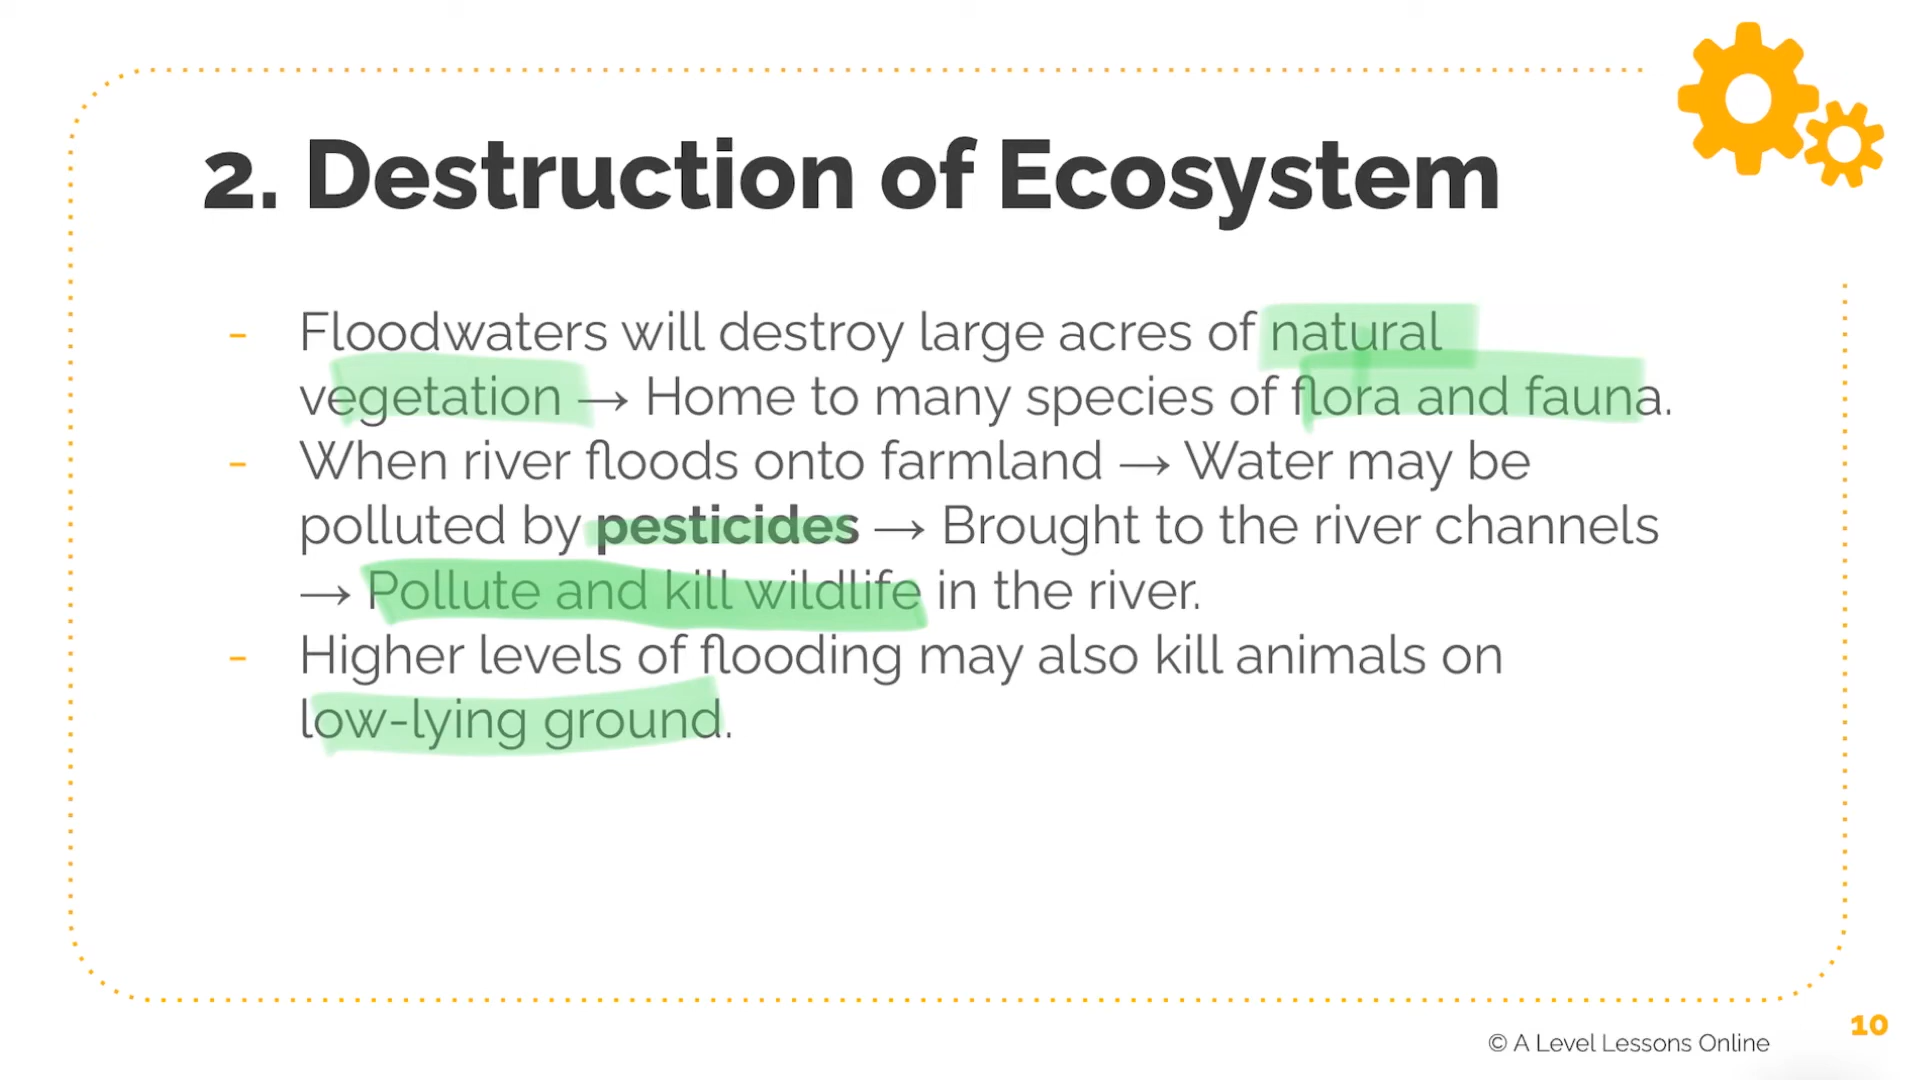 2. Destruction of Ecosystem
- Floodwaters will destroy large acres of natural
vegetation → Home to many species of flora and fauna.
- When river floods onto farmland → Water may be
polluted by pesticides → Brought to the river channels
→ Pollute and kill wildlife in the river.
- Higher levels of flooding may also kill animals on
low-lying ground.
10
© A Level Lessons Online